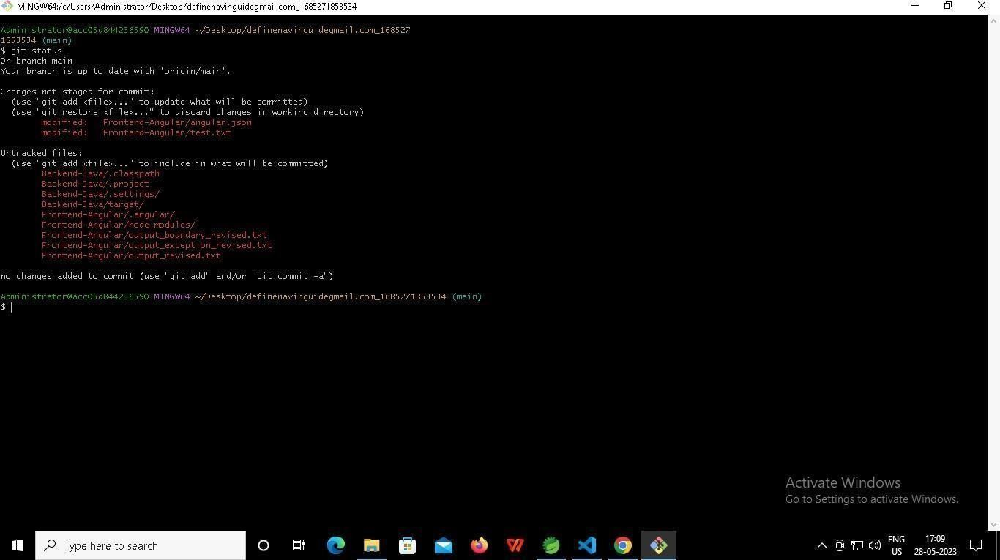 MINGW64:/c/Users/Administrator/Desktop/definenavinguidegmail.com_1685271853534
Administrator@acc05d844236590 MINGW64 ~/Desktop/definenavinguidegmail.com_168527
1853534 (main)
$ git status
On branch main
Your branch is up to date with 'origin/main'.
Changes not staged for commit:
(use "git add <file>..." to update what will be committed)
(use "git restore <file>..." to discard changes in working directory)
modified: Frontend-Angular/angular.json
modified: Frontend-Angular/test.txt
Untracked files:
(use "git add <file>..." to include in what will be committed)
Backend-Java/.classpath
Backend-Java/.project
Backend-Java/.settings/
Backend-Java/target/
Frontend-Angular/.angular/
Frontend-Angular/node_modules/
Frontend-Angular/output_boundary_revised.txt
Frontend-Angular/output_exception_revised.txt
Frontend-Angular/output_revised.txt
no changes added to commit (use "git add" and/or "git commit -a")
Administrator@acc05d844236590 MINGW64 ~/Desktop/definenavinguidegmail.com_1685271853534 (main)
$
Activate Windows
Go to Settings to activate Windows.
Type here to search
ENG
US
17:09
28-05-2023